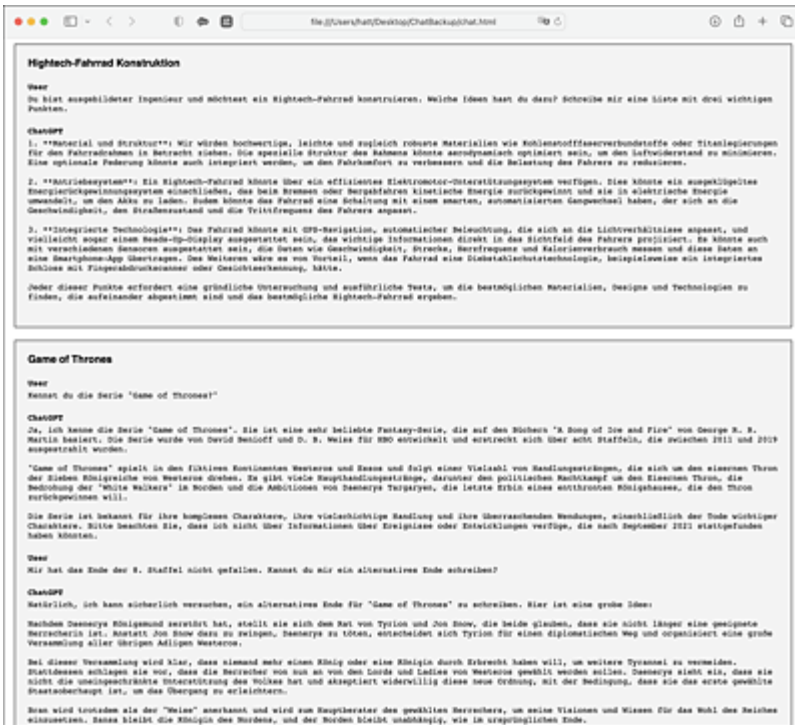 file:///Users/hatt/Desktop/ChatBackup/chat.html
Hightech-Fahrrad Konstruktion
User
Du bist ausgebildeter Ingenieur und möchtest ein Hightech-Fahrrad konstruieren. Welche Ideen hast du dazu? Schreibe mir eine Liste mit drei wichtigen
Punkten.
ChatGPT
1. **Material und Struktur**: Wir würden hochwertige, leichte und zugleich robuste Materialien wie Kohlenstofffaserverbundstoffe oder Titanlegierungen
für den Fahrradrahmen in Betracht ziehen. Die spezielle Struktur des Rahmens könnte aerodynamisch optimiert sein, um den Luftwiderstand zu minimieren.
Eine optionale Federung könnte auch integriert werden, um den Fahrkomfort zu verbessern und die Belastung des Fahrers zu reduzieren.
2. **Antriebssystem**: Ein Hightech-Fahrrad könnte über ein effizientes Elektromotor-Unterstützungssystem verfügen. Dies könnte ein ausgeklügeltes
Energierückgewinnungssystem einschließen, das beim Bremsen oder Bergabfahren kinetische Energie zurückgewinnt und sie in elektrische Energie
umwandelt, um den Akku zu laden. Zudem könnte das Fahrrad eine Schaltung mit einem smarten, automatisierten Gangwechsel haben, der sich an die
Geschwindigkeit, den Straßenzustand und die Trittfrequenz des Fahrers anpasst.
3. **Integrierte Technologie**: Das Fahrrad könnte mit GPS-Navigation, automatischer Beleuchtung, die sich an die Lichtverhältnisse anpasst, und
vielleicht sogar einem Heads-Up-Display ausgestattet sein, das wichtige Informationen direkt in das Sichtfeld des Fahrers projiziert. Es könnte auch
mit verschiedenen Sensoren ausgestattet sein, die Daten wie Geschwindigkeit, Strecke, Herzfrequenz und Kalorienverbrauch messen und diese Daten an
eine Smartphone-App übertragen. Des Weiteren wäre es von Vorteil, wenn das Fahrrad eine Diebstahlschutztechnologie, beispielsweise ein integriertes
Schloss mit Fingerabdruckscanner oder Gesichtserkennung, hätte.
Jeder dieser Punkte erfordert eine gründliche Untersuchung und ausführliche Tests, um die bestmöglichen Materialien, Designs und Technologien zu
finden, die aufeinander abgestimmt sind und das bestmögliche Hightech-Fahrrad ergeben.
Game of Thrones
User
Kennst du die Serie "Game of Thrones?"
ChatGPT
Ja, ich kenne die Serie "Game of Thrones". Sie ist eine sehr beliebte Fantasy-Serie, die auf den Büchern "A Song of Ice and Fire" von George R. R.
Martin basiert. Die Serie wurde von David Benioff und D. B. Weiss für HBO entwickelt und erstreckt sich über acht Staffeln, die zwischen 2011 und 2019
ausgestrahlt wurden.
"Game of Thrones" spielt in den fiktiven Kontinenten Westeros und Essos und folgt einer Vielzahl von Handlungssträngen, die sich um den eisernen Thron
der Sieben Königreiche von Westeros drehen. Es gibt viele Haupthandlungsstränge, darunter den politischen Machtkampf um den Eisernen Thron, die
Bedrohung der "White Walkers" im Norden und die Ambitionen von Daenerys Targaryen, die letzte Erbin eines entthronten Königshauses, die den Thron
zurückgewinnen will.
Die Serie ist bekannt für ihre komplexen Charaktere, ihre vielschichtige Handlung und ihre überraschenden Wendungen, einschließlich der Tode wichtiger
Charaktere. Bitte beachten Sie, dass ich nicht über Informationen über Ereignisse oder Entwicklungen verfüge, die nach September 2021 stattgefunden
haben könnten.
User
Mir hat das Ende der 8. Staffel nicht gefallen. Kannst du mir ein alternatives Ende schreiben?
ChatGPT
Natürlich, ich kann sicherlich versuchen, ein alternatives Ende für "Game of Thrones" zu schreiben. Hier ist eine grobe Idee:
Nachdem Daenerys Königsmund zerstört hat, stellt sie sich dem Rat von Tyrion und Jon Snow, die beide glauben, dass sie nicht länger eine geeignete
Herrscherin ist. Anstatt Jon Snow dazu zu zwingen, Daenerys zu töten, entscheidet sich Tyrion für einen diplomatischen Weg und organisiert eine große
Versammlung aller übrigen Adligen Westeros.
Bei dieser Versammlung wird klar, dass niemand mehr einen König oder eine Königin durch Erbrecht haben will, um weitere Tyrannei zu vermeiden.
Stattdessen schlagen sie vor, dass die Herrscher von nun an von den Lords und Ladies von Westeros gewählt werden sollen. Daenerys sieht ein, dass sie
nicht die uneingeschränkte Unterstützung des Volkes hat und akzeptiert widerwillig diese neue Ordnung, mit der Bedingung, dass sie das erste gewählte
Staatsoberhaupt ist, um das Übergang zu erleichtern.
Bran wird trotzdem als der "Weise" anerkannt und wird zum Hauptberater des gewählten Herrschers, um seine Visionen und Wissen für das Wohl des Reiches
einzusetzen. Sansa bleibt die Königin des Nordens, und der Norden bleibt unabhängig, wie im ursprünglichen Ende.